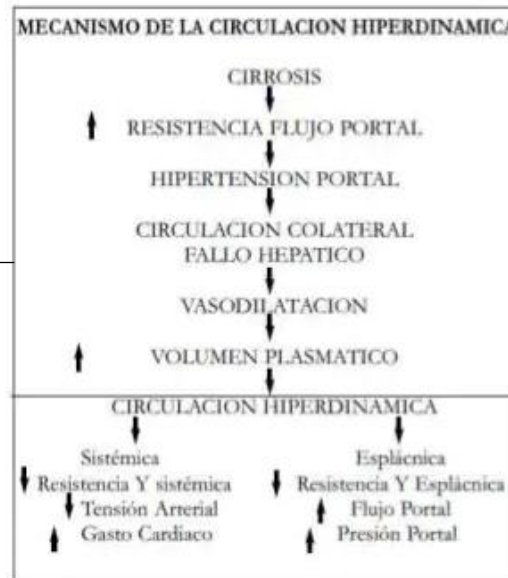 MECANISMO DE LA CIRCULACION HIPERDINAMICA
CIRROSIS
RESISTENCIA FLUJO PORTAL
HIPERTENSION PORTAL
CIRCULACION COLATERAL
FALLO HEPATICO
VASODILATACION
VOLUMEN PLASMATICO
CIRCULACION HIPERDINAMICA
Sistémica
Resistencia Y sistémica
Tensión Arterial
Gasto Cardiaco
Esplácnica
Resistencia Y Esplácnica
Flujo Portal
Presión Portal